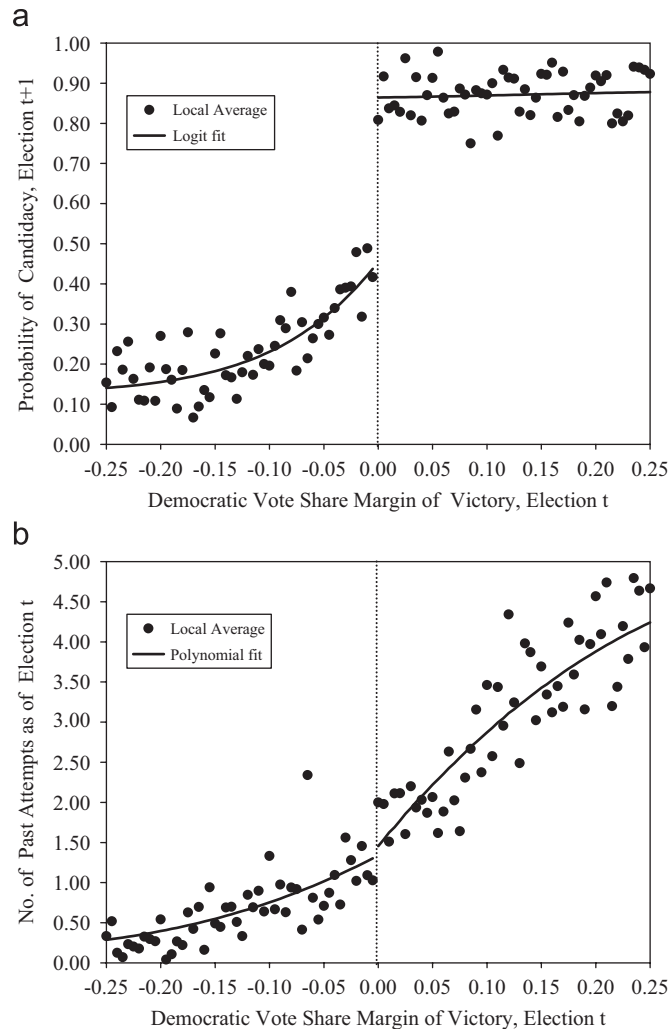 a
1.00
0.90
0.80
0.70
0.60
0.50
0.40
0.30
0.20
0.10
0.00
Probability of Candidacy, Election t+1
Local Average
Logit fit
-0.25 -0.20 -0.15 -0.10 -0.05 0.00 0.05 0.10 0.15 0.20 0.25
Democratic Vote Share Margin of Victory, Election t
b
5.00
4.50
4.00
3.50
3.00
2.50
2.00
1.50
1.00
0.50
0.00
No. of Past Attempts as of Election t
Local Average
Polynomial fit
-0.25 -0.20 -0.15 -0.10 -0.05 0.00 0.05 0.10 0.15 0.20 0.25
Democratic Vote Share Margin of Victory, Election t